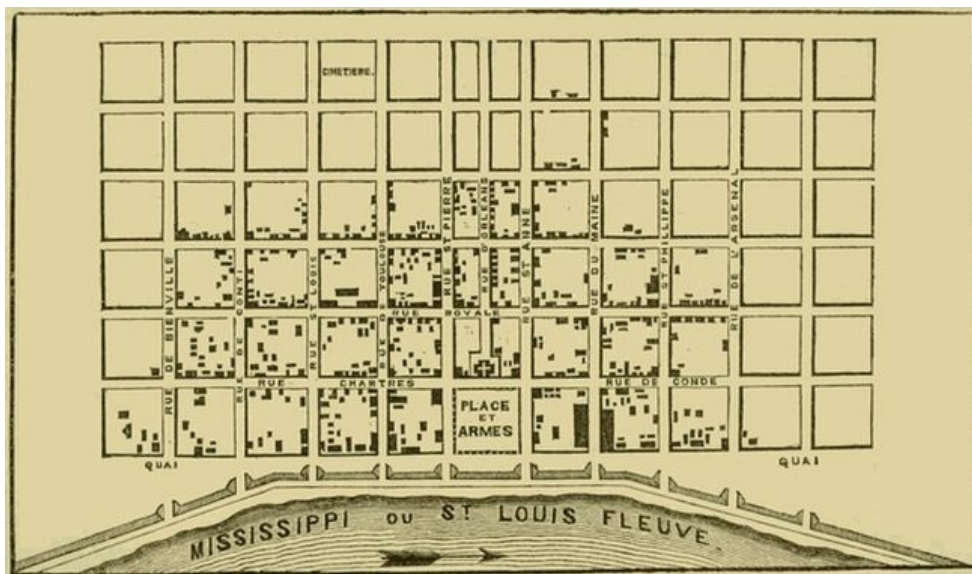 CIMETIERE.
RUE DE BIENVILLE
RUE DE CONTI
RUE ST LOUIS
RUE D TOULOUSE
RUE ST PIERRE
RUE D'ORLEANS
RUE ST ANNE
RUE DU MAINE
RUE ST PHILLIPPE
RUE DE L'ARSENAL
RUE ROYALE
RUE CHARTRES
RUE DE CONDE
PLACE
ET
ARMES
QUAI
QUAI
MISSISSIPPI OU ST LOUIS FLEUVE.